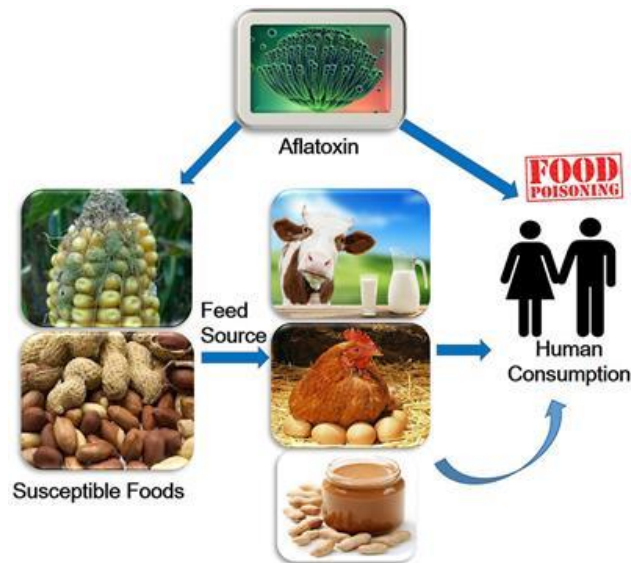 Aflatoxin
FOOD
POISONING
Feed
Source
Human
Consumption
Susceptible Foods